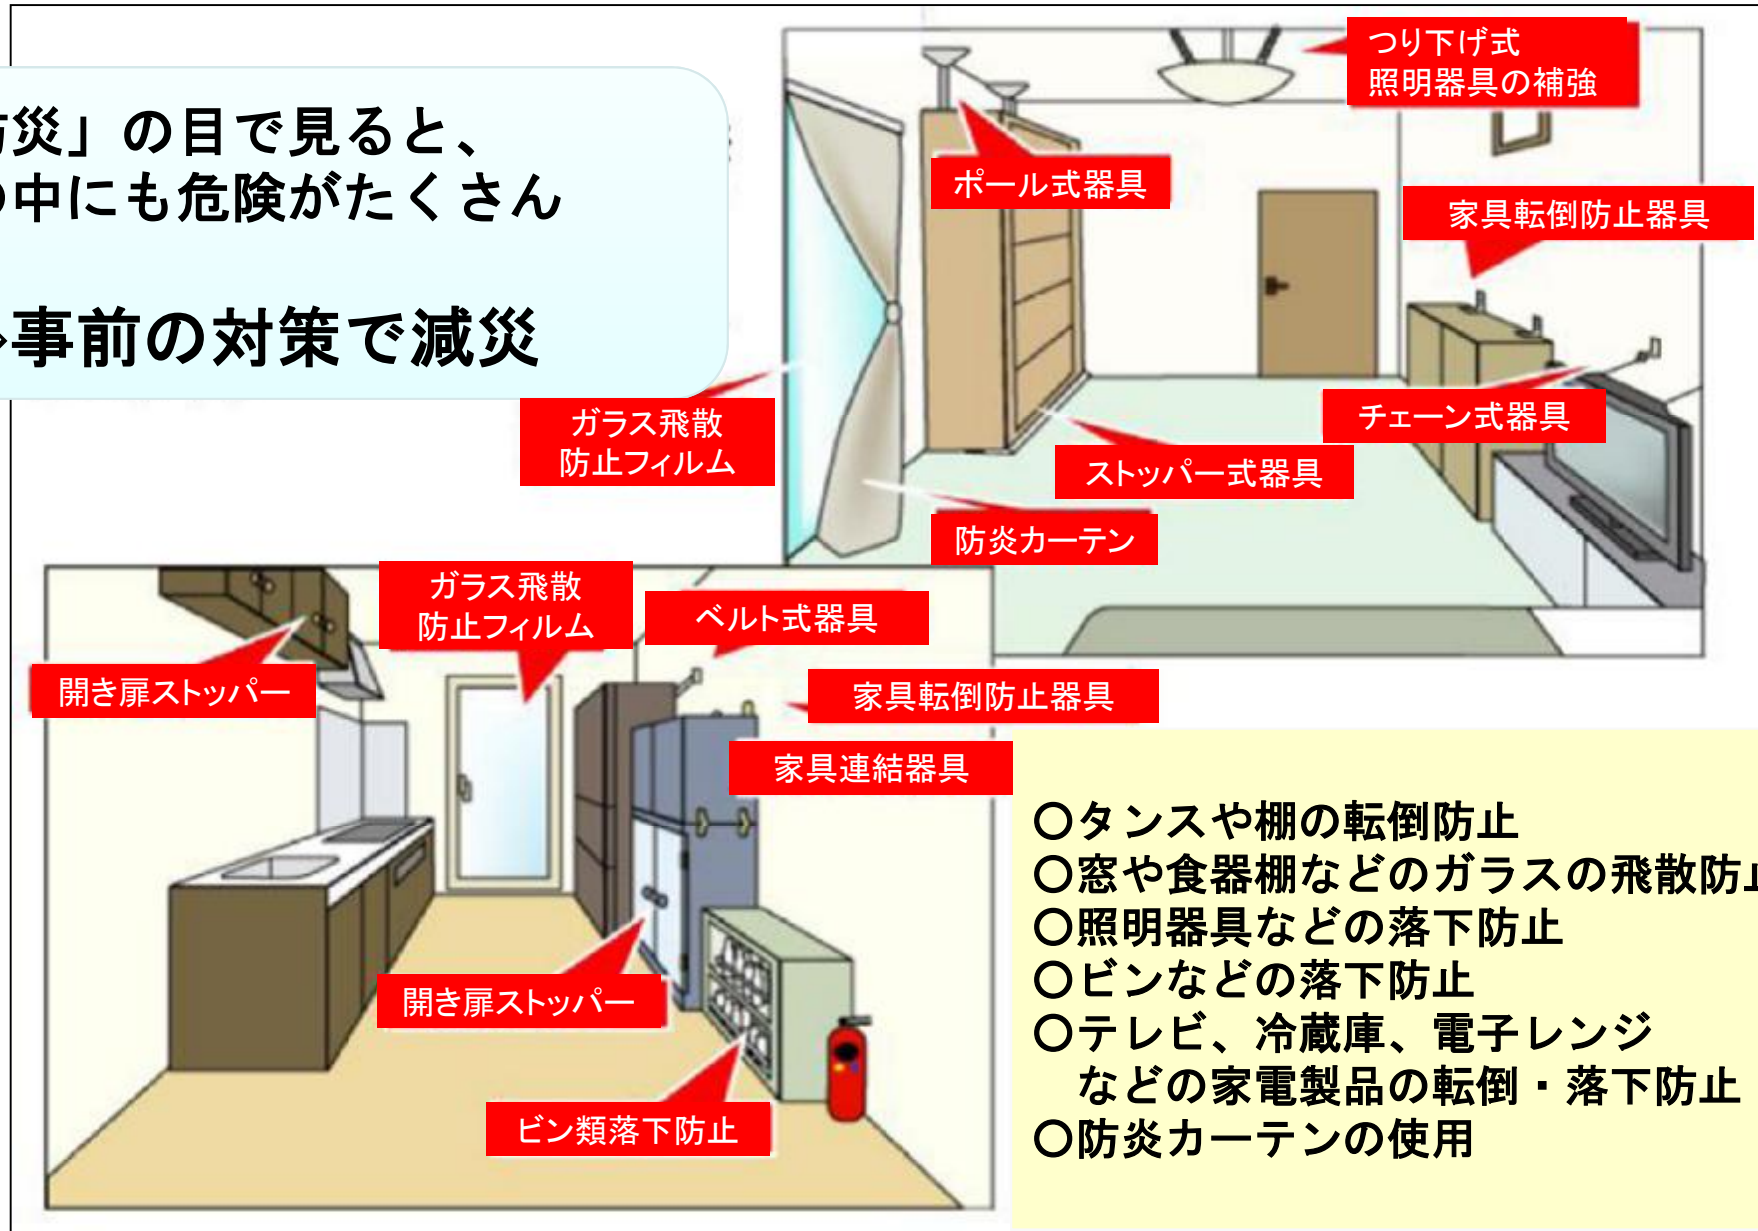 災」の目で見ると、
中にも危険がたくさん
事前の対策で減災
つり下げ式
照明器具の補強
ポール式器具
家具転倒防止器具
チェーン式器具
ガラス飛散
防止フィルム
ストッパー式器具
防炎カーテン
ガラス飛散
防止フィルム
ベルト式器具
開き扉ストッパー
家具転倒防止器具
家具連結器具
開き扉ストッパー
ビン類落下防止
〇タンスや棚の転倒防止
〇窓や食器棚などのガラスの飛散防止
〇照明器具などの落下防止
〇ビンなどの落下防止
〇テレビ、冷蔵庫、電子レンジ
などの家電製品の転倒・落下防止
〇防炎カーテンの使用